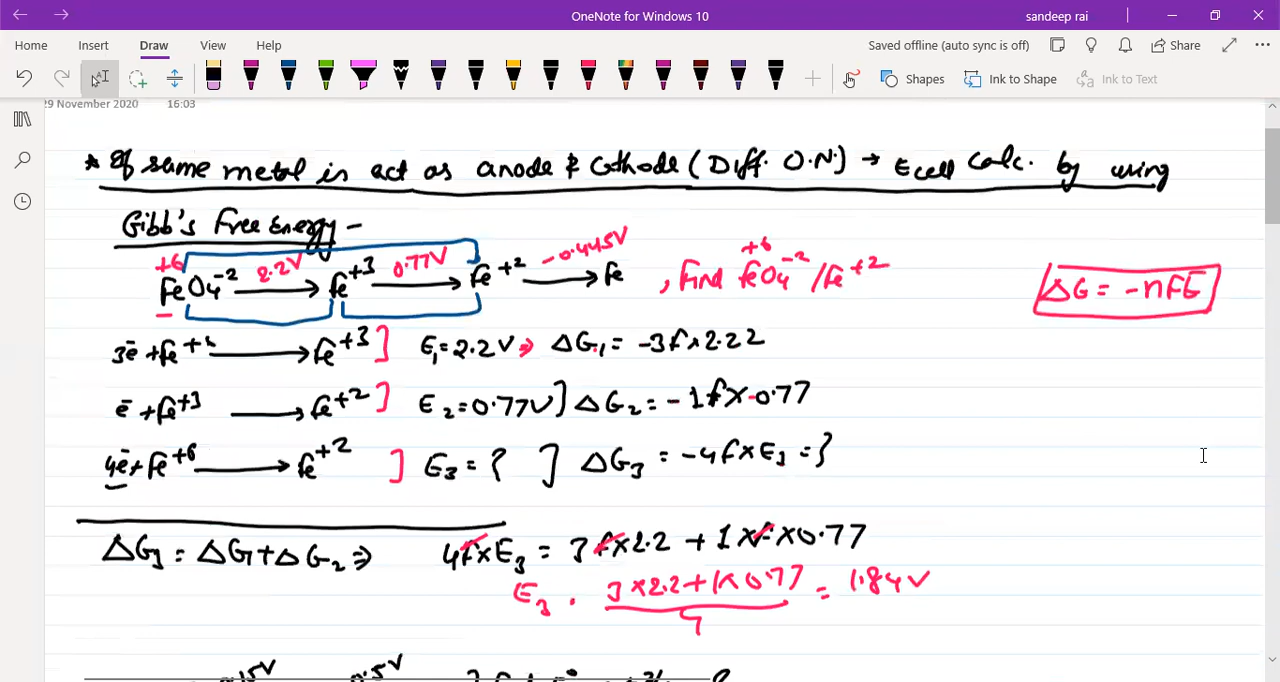 OneNote for Windows 10
sandeep rai
Home Insert Draw View Help
Saved offline (auto sync is off)
Share
Shapes Ink to Shape Ink to Text
29 November 2020 16:03
* If same metal is act as anode & Cathode (Diff. O.N.) → Ecell Calc. by using
Gibb's Free Energy -
+6 2.2V 0.77V -0.445V +6
FeO4⁻² → fe⁺³ → fe⁺² → fe , find feO4⁻²/fe⁺²
ΔG = -nFE
3ē + fe⁺⁶ → fe⁺³ ] E1 = 2.2V ⇒ ΔG1 = -3f×2.22
ē + fe⁺³ → fe⁺² ] E2 = 0.77V ] ΔG2 = -1f×-0.77
4ē + fe⁺⁶ → fe⁺² ] E3 = ? ] ΔG3 = -4f×E3 = ?
ΔG3 = ΔG1+ΔG2 ⇒ 4f×E3 = 3f×2.2 + 1×f×0.77
E3 = 3×2.2+1×0.77 = 1.84V
4
0.5V